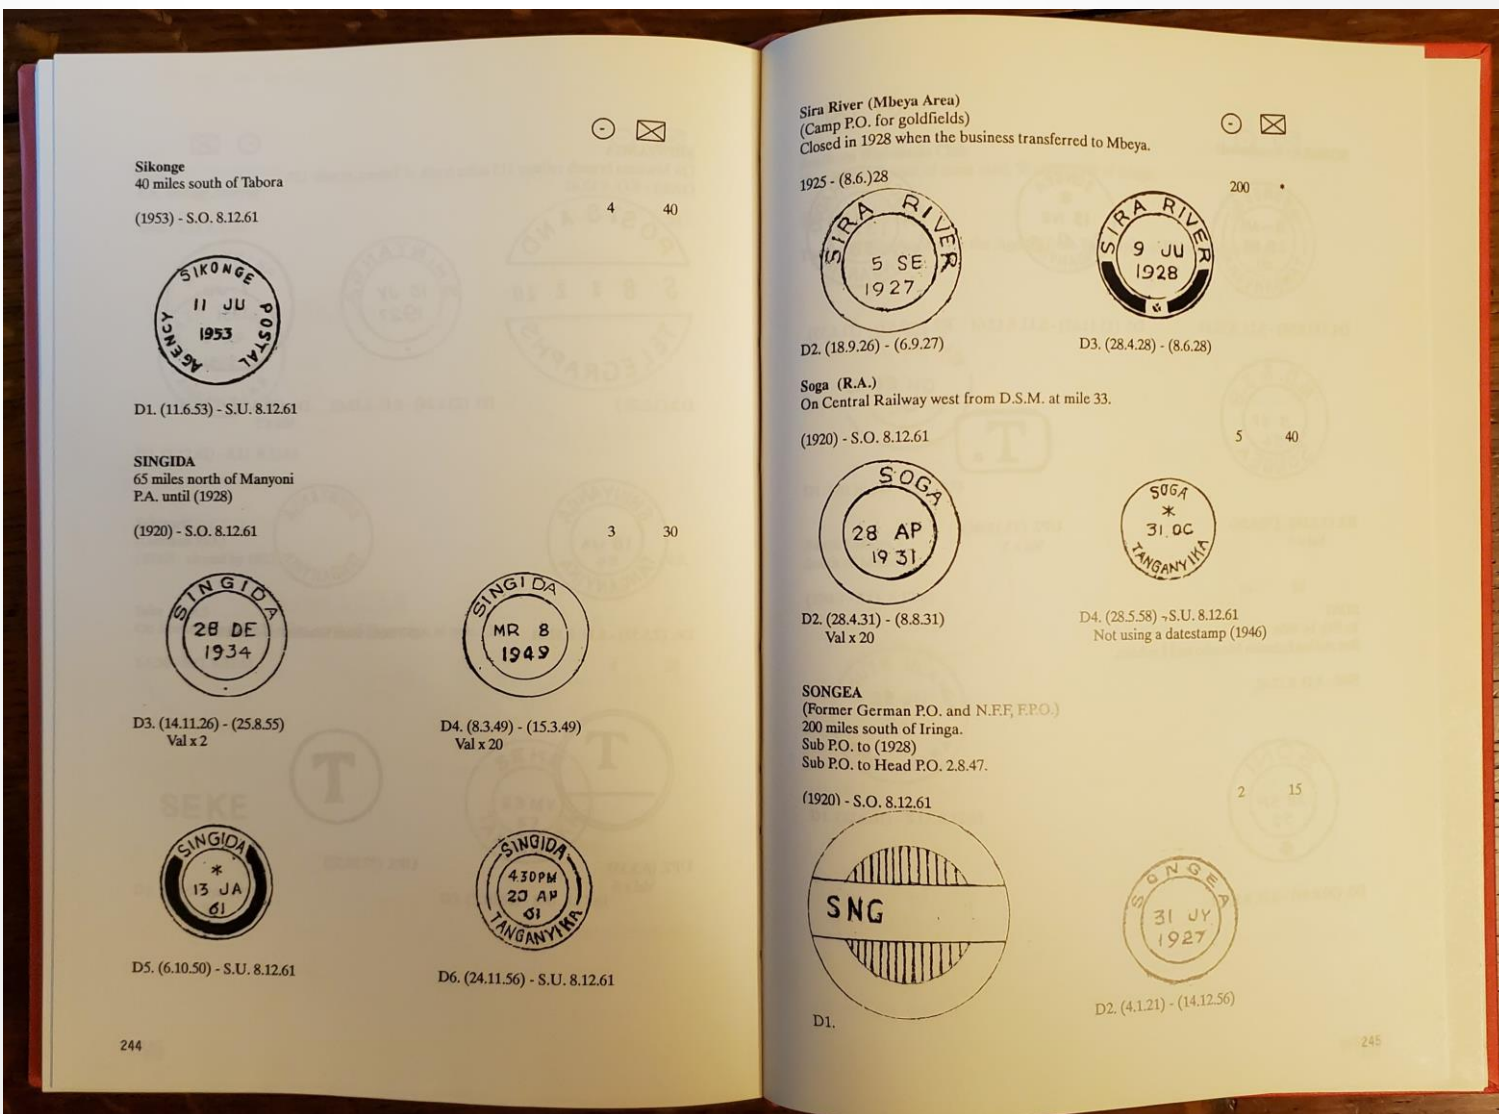 Sikonge
40 miles south of Tabora
(1953) - S.O. 8.12.61
4 40
SIKONGE POSTAL AGENCY
11 JU
1953
D1. (11.6.53) - S.U. 8.12.61
SINGIDA
65 miles north of Manyoni
P.A. until (1928)
(1920) - S.O. 8.12.61
3 30
SINGIDA
28 DE
1934
SINGIDA
MR 8
1949
D3. (14.11.26) - (25.8.55)
Val x 2
D4. (8.3.49) - (15.3.49)
Val x 20
SINGIDA
*
13 JA
61
SINGIDA
4.30PM
20 AP
61
TANGANYIKA
D5. (6.10.50) - S.U. 8.12.61
D6. (24.11.56) - S.U. 8.12.61
244
Sira River (Mbeya Area)
(Camp P.O. for goldfields)
Closed in 1928 when the business transferred to Mbeya.
1925 - (8.6.)28
200 •
SIRA RIVER
5 SE
1927
SIRA RIVER
9 JU
1928
D2. (18.9.26) - (6.9.27)
D3. (28.4.28) - (8.6.28)
Soga (R.A.)
On Central Railway west from D.S.M. at mile 33.
(1920) - S.O. 8.12.61
5 40
SOGA
28 AP
1931
SOGA
*
31 OC
TANGANYIKA
D2. (28.4.31) - (8.8.31)
Val x 20
D4. (28.5.58) - S.U. 8.12.61
Not using a datestamp (1946)
SONGEA
(Former German P.O. and N.F.F, F.P.O.)
200 miles south of Iringa.
Sub P.O. to (1928)
Sub P.O. to Head P.O. 2.8.47.
(1920) - S.O. 8.12.61
2 15
SNG
SONGEA
31 JY
1927
D1.
D2. (4.1.21) - (14.12.56)
245